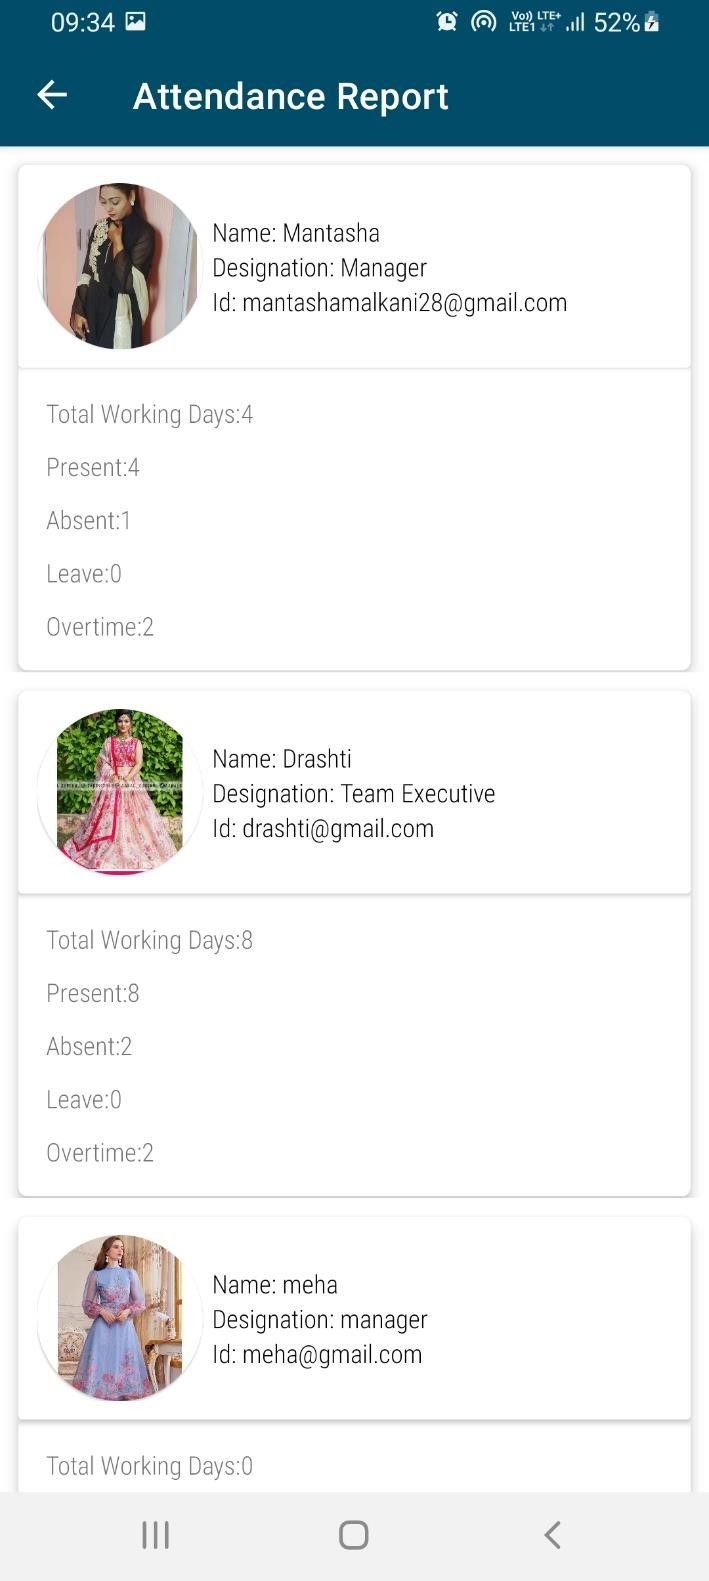 09:34 Vo) LTE+ LTE1 52%
Attendance Report
Name: Mantasha
Designation: Manager
Id: mantashamalkani28@gmail.com
Total Working Days:4
Present:4
Absent:1
Leave:0
Overtime:2
Name: Drashti
Designation: Team Executive
Id: drashti@gmail.com
Total Working Days:8
Present:8
Absent:2
Leave:0
Overtime:2
Name: meha
Designation: manager
Id: meha@gmail.com
Total Working Days:0